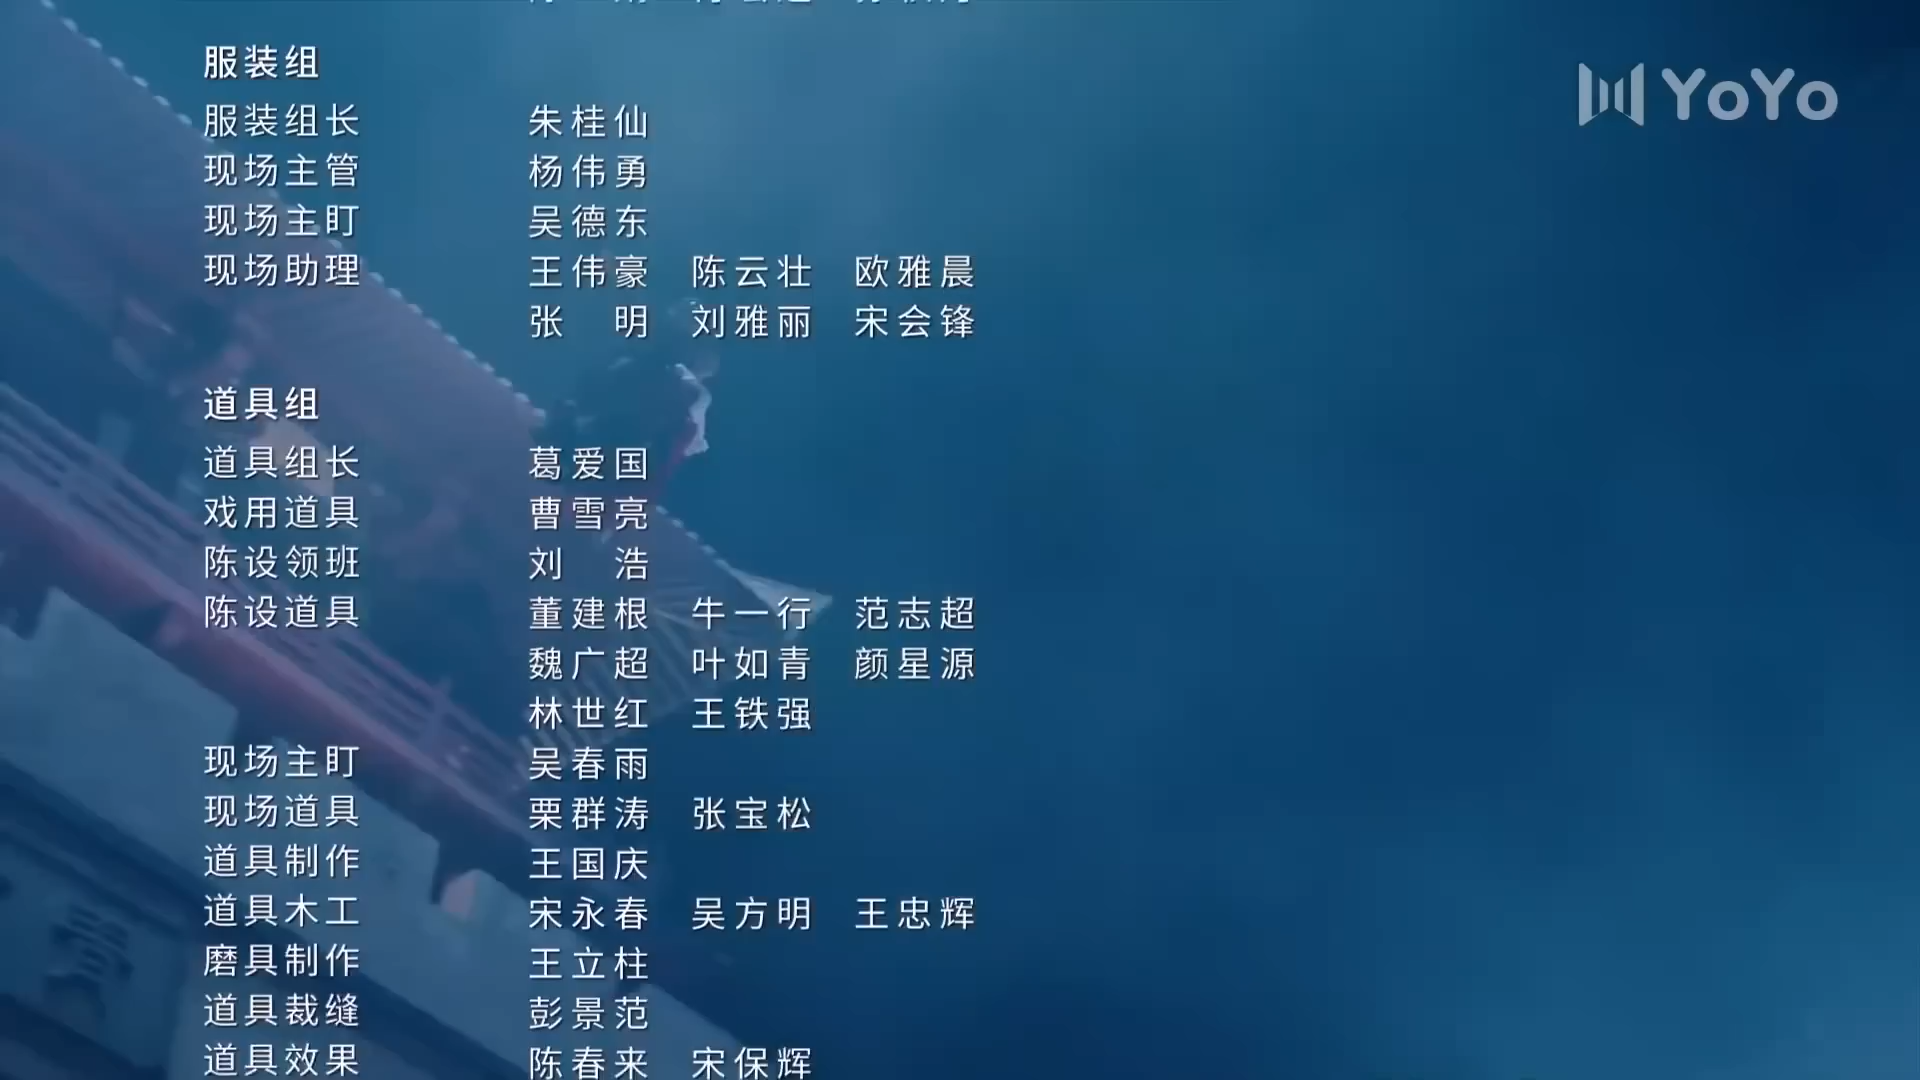 服装组
YoYo
服装组长 朱桂仙
现场主管 杨伟勇
现场主盯 吴德东
现场助理 王伟豪 陈云壮 欧雅晨
张 明 刘雅丽 宋会锋
道具组
道具组长 葛爱国
戏用道具 曹雪亮
陈设领班 刘 浩
陈设道具 董建根 牛一行 范志超
魏广超 叶如青 颜星源
林世红 王铁强
现场主盯 吴春雨
现场道具 栗群涛 张宝松
道具制作 王国庆
道具木工 宋永春 吴方明 王忠辉
磨具制作 王立柱
道具裁缝 彭景范
道具效果 陈春来 宋保辉